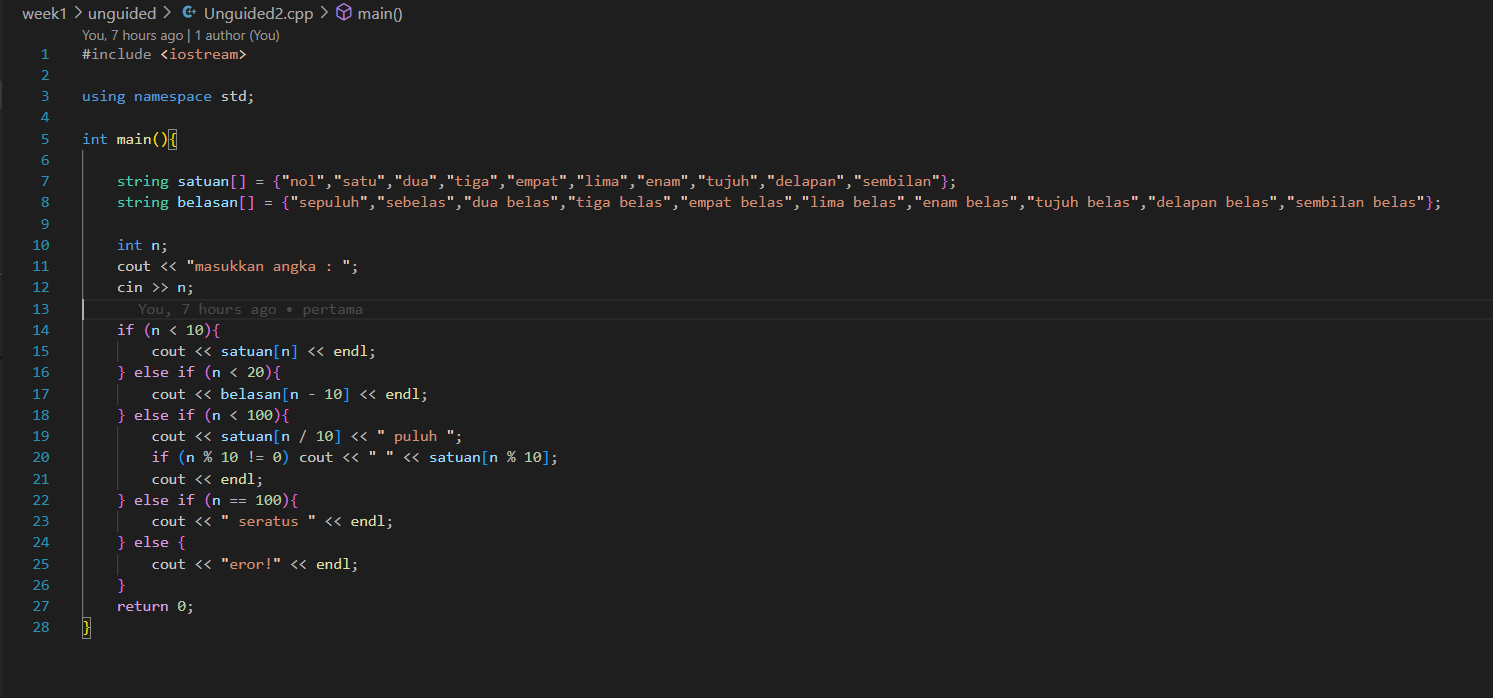 week1 > unguided > Unguided2.cpp > main()
You, 7 hours ago | 1 author (You)
1 #include <iostream>
2
3 using namespace std;
4
5 int main(){
6
7 string satuan[] = {"nol","satu","dua","tiga","empat","lima","enam","tujuh","delapan","sembilan"};
8 string belasan[] = {"sepuluh","sebelas","dua belas","tiga belas","empat belas","lima belas","enam belas","tujuh belas","delapan belas","sembilan belas"};
9
10 int n;
11 cout << "masukkan angka : ";
12 cin >> n;
13 You, 7 hours ago • pertama
14 if (n < 10){
15 cout << satuan[n] << endl;
16 } else if (n < 20){
17 cout << belasan[n - 10] << endl;
18 } else if (n < 100){
19 cout << satuan[n / 10] << " puluh ";
20 if (n % 10 != 0) cout << " " << satuan[n % 10];
21 cout << endl;
22 } else if (n == 100){
23 cout << " seratus " << endl;
24 } else {
25 cout << "eror!" << endl;
26 }
27 return 0;
28 }